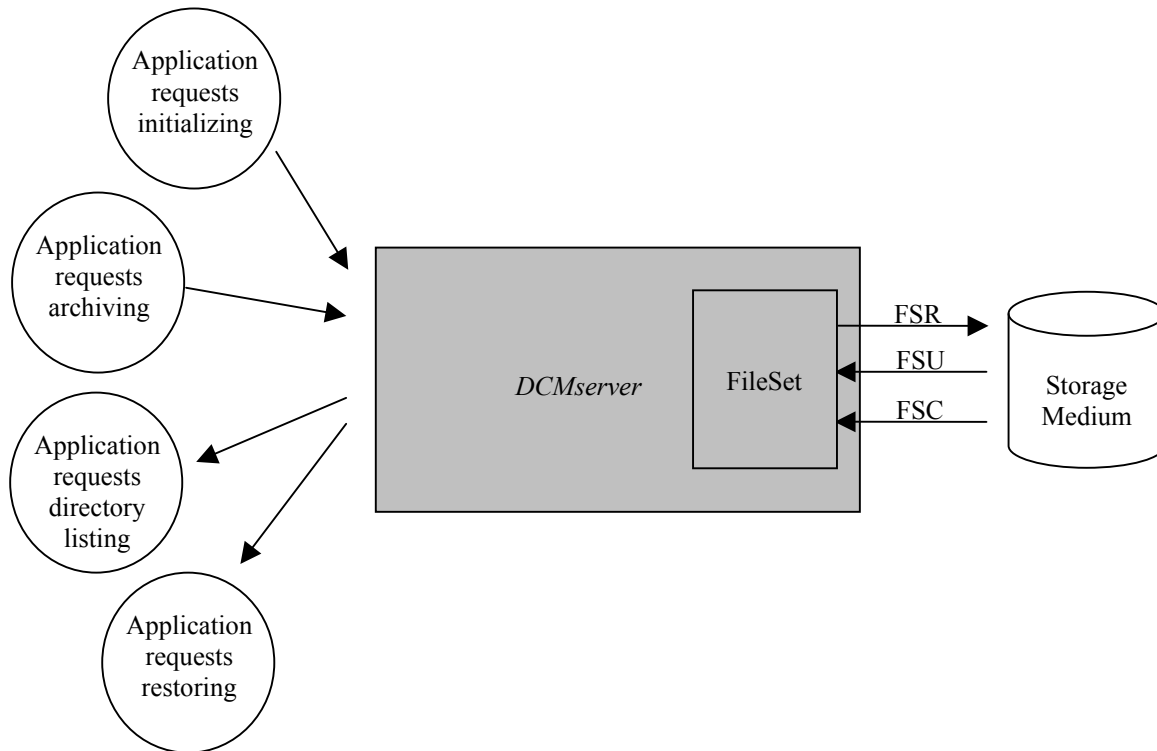 Application
requests
initializing
Application
requests
archiving
Application
requests
directory
listing
Application
requests
restoring
DCMserver
FileSet
FSR
FSU
FSC
Storage
Medium